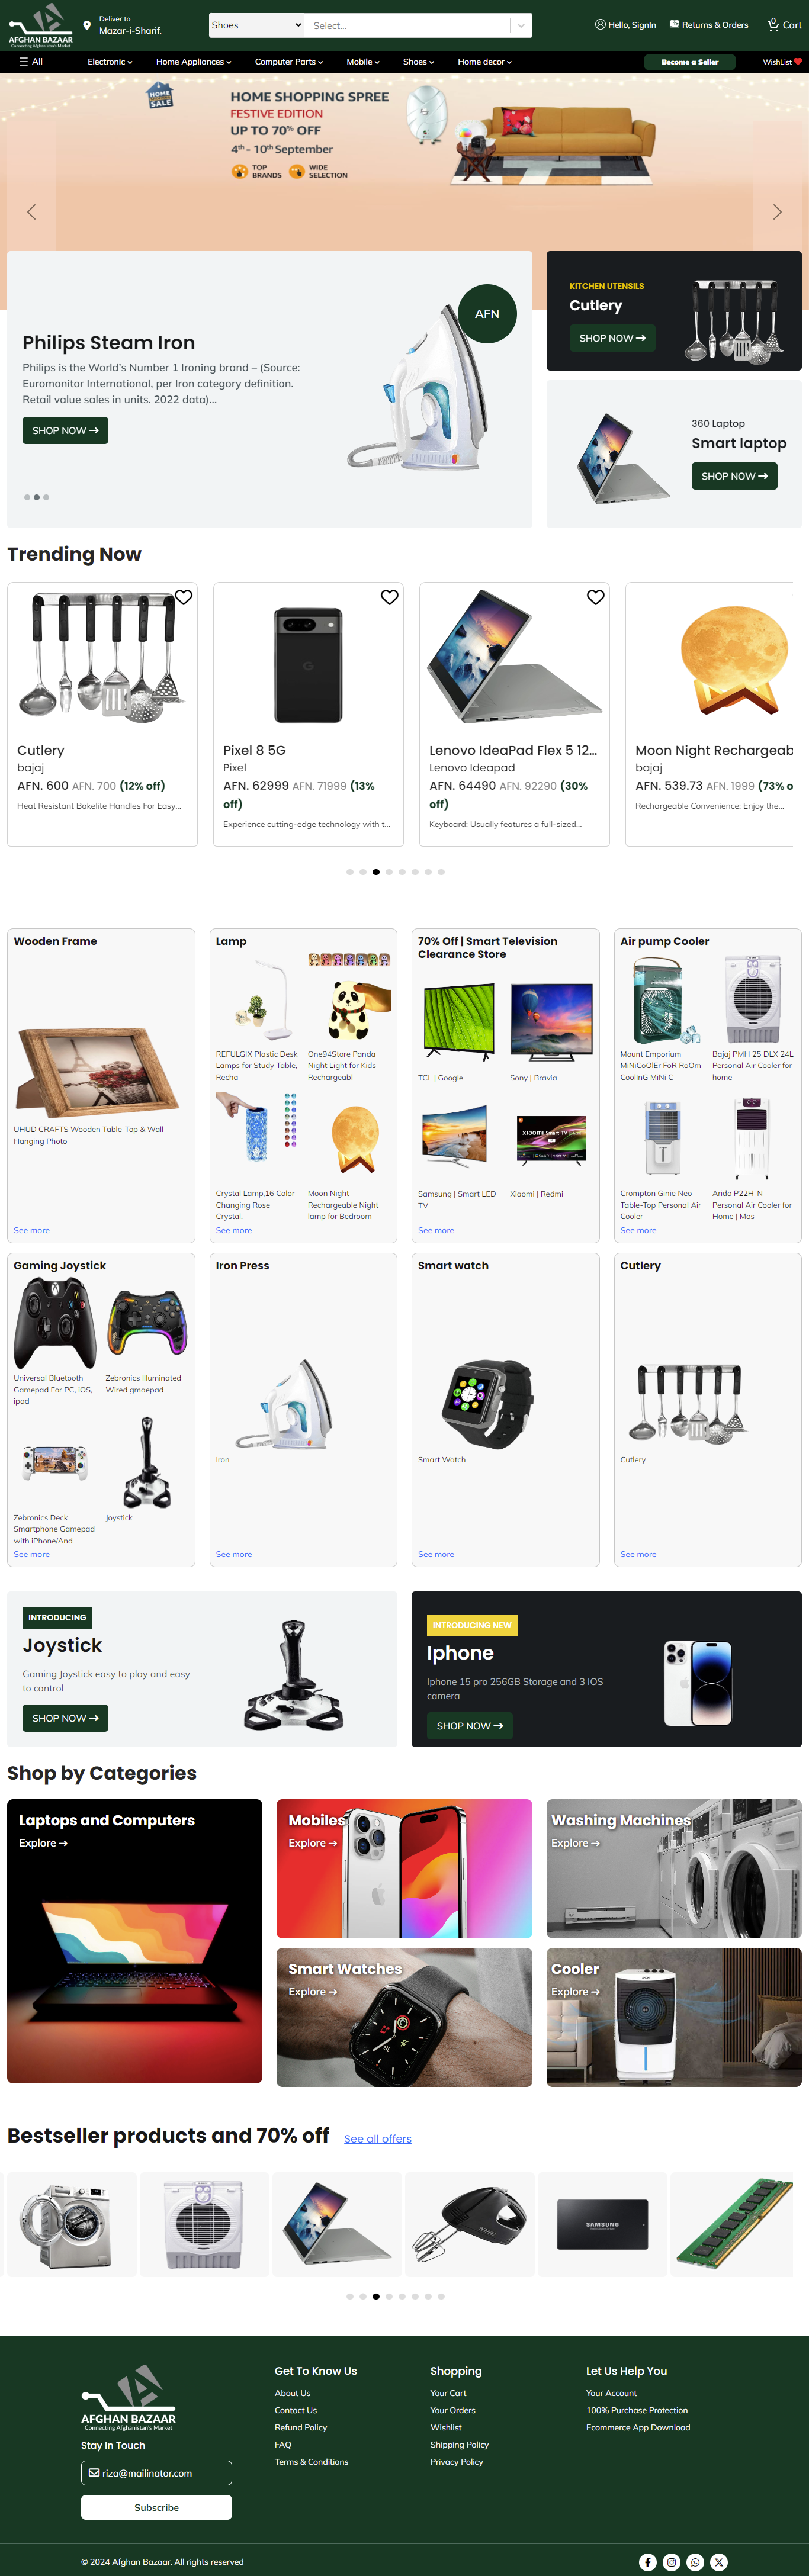 AFGHAN BAZAAR
Connecting Afghanistan's Market
Deliver to
Mazar-i-Sharif.
Shoes
Select...
Hello, SignIn
Returns & Orders
0
Cart
All
Electronic
Home Appliances
Computer Parts
Mobile
Shoes
Home decor
Become a Seller
WishList
HOME
SALE
HOME SHOPPING SPREE
FESTIVE EDITION
UP TO 70% OFF
4th - 10th September
TOP
BRANDS
WIDE
SELECTION
Philips Steam Iron
Philips is the World's Number 1 Ironing brand – (Source:
Euromonitor International, per Iron category definition.
Retail value sales in units. 2022 data)...
SHOP NOW
AFN
KITCHEN UTENSILS
Cutlery
SHOP NOW
360 Laptop
Smart laptop
SHOP NOW
Trending Now
Cutlery
bajaj
AFN. 600 AFN. 700 (12% off)
Heat Resistant Bakelite Handles For Easy...
Pixel 8 5G
Pixel
AFN. 62999 AFN. 71999 (13%
off)
Experience cutting-edge technology with t...
Lenovo IdeaPad Flex 5 12...
Lenovo Ideapad
AFN. 64490 AFN. 92290 (30%
off)
Keyboard: Usually features a full-sized...
Moon Night Rechargeab
bajaj
AFN. 539.73 AFN. 1999 (73% o
Rechargeable Convenience: Enjoy the...
Wooden Frame
UHUD CRAFTS Wooden Table-Top & Wall
Hanging Photo
See more
Lamp
REFULGIX Plastic Desk
Lamps for Study Table,
Recha
One94Store Panda
Night Light for Kids-
Rechargeabl
Crystal Lamp,16 Color
Changing Rose
Crystal.
Moon Night
Rechargeable Night
lamp for Bedroom
See more
70% Off | Smart Television
Clearance Store
TCL | Google
Sony | Bravia
Samsung | Smart LED
TV
XIAOMI Smart TV
Xiaomi | Redmi
See more
Air pump Cooler
Mount Emporium
MiNiCoOlEr FoR RoOm
CoolInG MiNi C
Bajaj PMH 25 DLX 24L
Personal Air Cooler for
home
Crompton Ginie Neo
Table-Top Personal Air
Cooler
Arido P22H-N
Personal Air Cooler for
Home | Mos
See more
Gaming Joystick
Universal Bluetooth
Gamepad For PC, iOS,
ipad
Zebronics Illuminated
Wired gmaepad
Zebronics Deck
Smartphone Gamepad
with iPhone/And
Joystick
See more
Iron Press
Iron
See more
Smart watch
Smart Watch
See more
Cutlery
Cutlery
See more
INTRODUCING
Joystick
Gaming Joystick easy to play and easy
to control
SHOP NOW
INTRODUCING NEW
Iphone
Iphone 15 pro 256GB Storage and 3 IOS
camera
SHOP NOW
Shop by Categories
Laptops and Computers
Explore
Mobiles
Explore
Washing Machines
Explore
Smart Watches
Explore
Cooler
Explore
Bestseller products and 70% off
See all offers
SAMSUNG
AFGHAN BAZAAR
Connecting Afghanistan's Market
Stay In Touch
riza@mailinator.com
Subscribe
Get To Know Us
About Us
Contact Us
Refund Policy
FAQ
Terms & Conditions
Shopping
Your Cart
Your Orders
Wishlist
Shipping Policy
Privacy Policy
Let Us Help You
Your Account
100% Purchase Protection
Ecommerce App Download
© 2024 Afghan Bazaar. All rights reserved